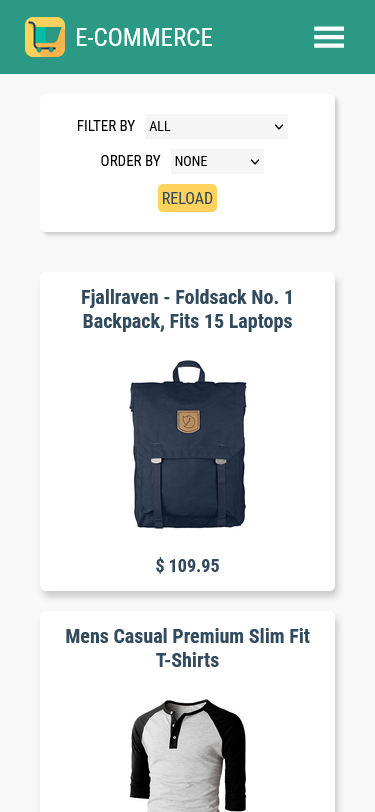 E-COMMERCE
FILTER BY ALL
ORDER BY NONE
RELOAD
Fjallraven - Foldsack No. 1
Backpack, Fits 15 Laptops
$ 109.95
Mens Casual Premium Slim Fit
T-Shirts